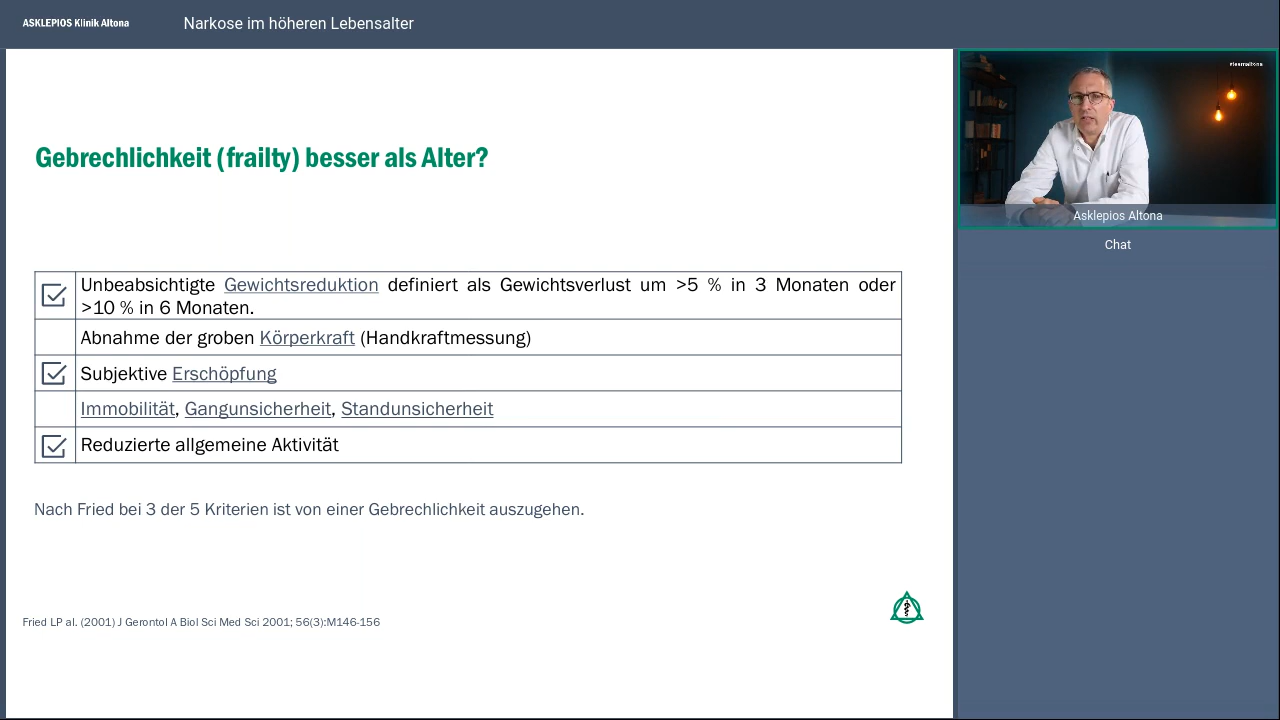 ASKLEPIOS Klinik Altona
Narkose im höheren Lebensalter
#teamaltona
Asklepios Altona
Chat
Gebrechlichkeit (frailty) besser als Alter?
Unbeabsichtigte Gewichtsreduktion definiert als Gewichtsverlust um >5 % in 3 Monaten oder
>10 % in 6 Monaten.
Abnahme der groben Körperkraft (Handkraftmessung)
Subjektive Erschöpfung
Immobilität, Gangunsicherheit, Standunsicherheit
Reduzierte allgemeine Aktivität
Nach Fried bei 3 der 5 Kriterien ist von einer Gebrechlichkeit auszugehen.
Fried LP al. (2001) J Gerontol A Biol Sci Med Sci 2001; 56(3):M146-156